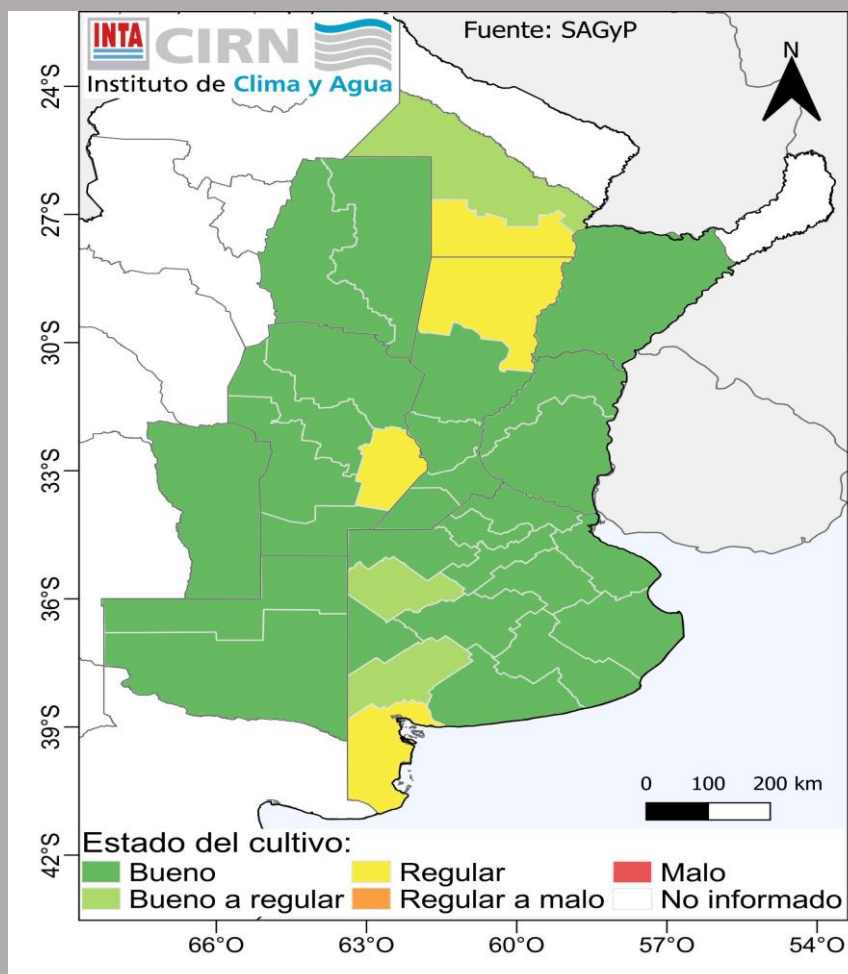 INTA CIRN
Instituto de Clima y Agua
Fuente: SAGyP
N
24°S
27°S
30°S
33°S
36°S
39°S
42°S
0 100 200 km
Estado del cultivo:
Bueno Regular Malo
Bueno a regular Regular a malo No informado
66°O 63°O 60°O 57°O 54°O